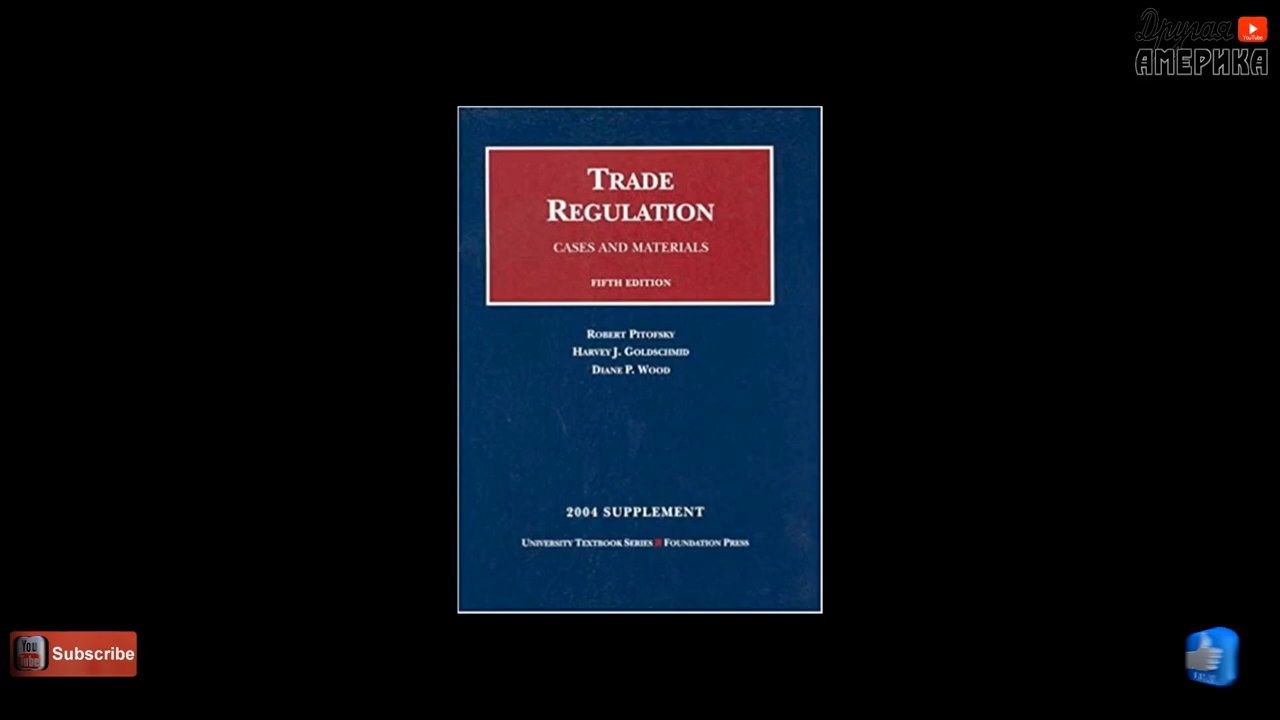 Другая
YouTube
АМЕРИКА
TRADE
REGULATION
CASES AND MATERIALS
FIFTH EDITION
ROBERT PITOFSKY
HARVEY J. GOLDSCHMID
DIANE P. WOOD
2004 SUPPLEMENT
UNIVERSITY TEXTBOOK SERIES FOUNDATION PRESS
You
Tube
Subscribe